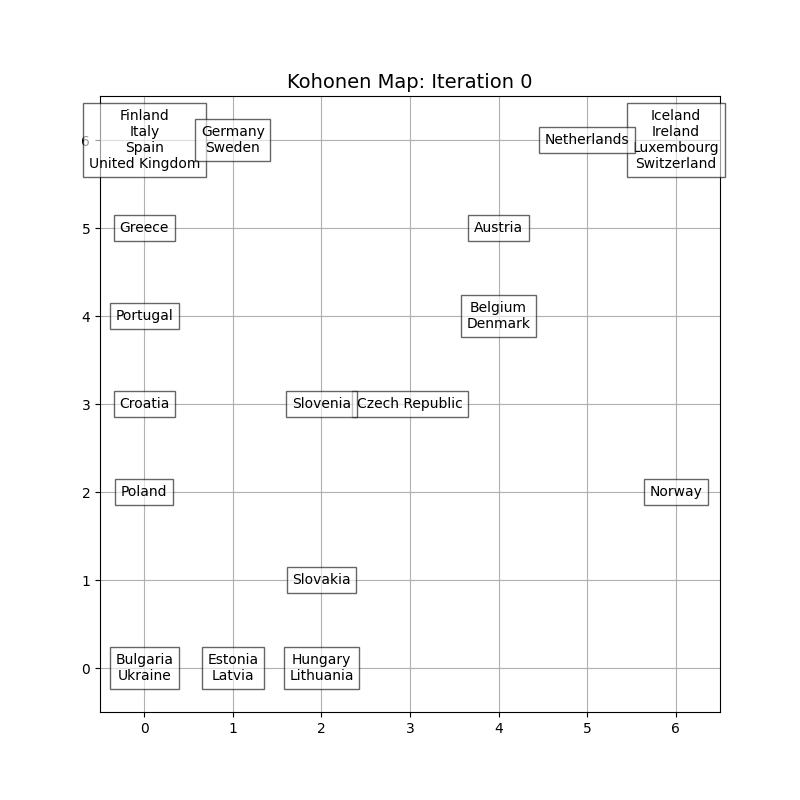 Kohonen Map: Iteration 0
Finland
Italy
Spain
United Kingdom
Germany
Sweden
Netherlands
Iceland
Ireland
Luxembourg
Switzerland
6
5
Greece
Austria
4
Portugal
Belgium
Denmark
3
Croatia
Slovenia
Czech Republic
2
Poland
Norway
1
Slovakia
0
Bulgaria
Ukraine
Estonia
Latvia
Hungary
Lithuania
0 1 2 3 4 5 6